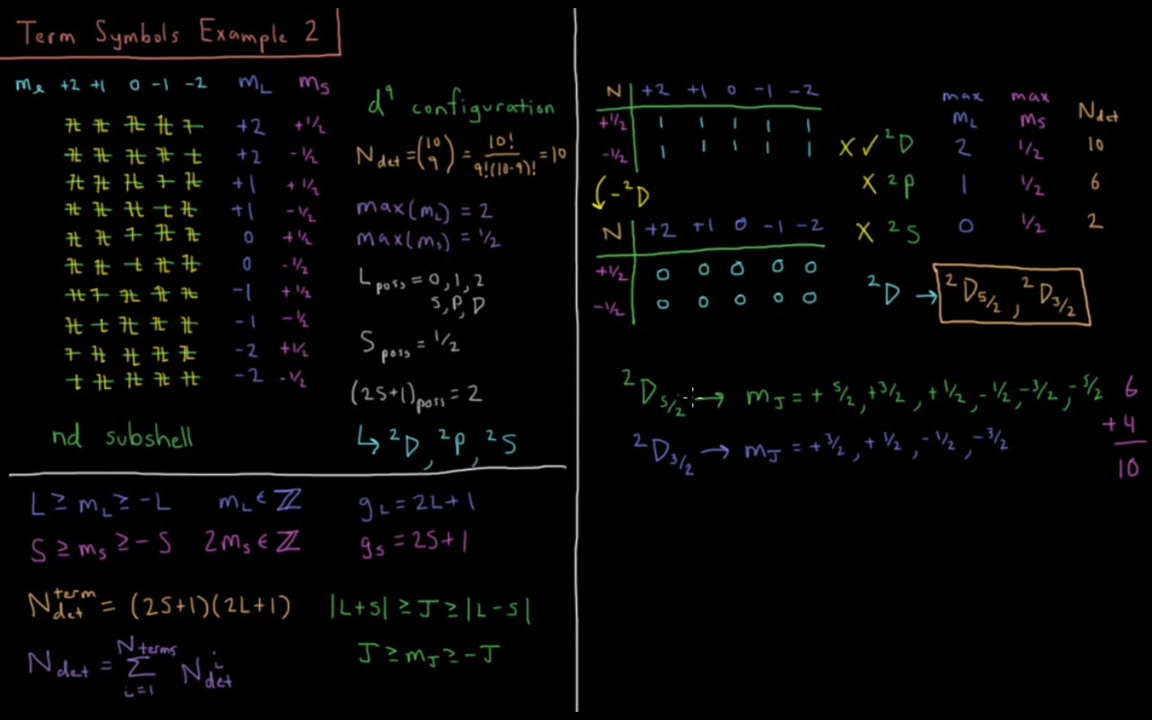 Term Symbols Example 2
mℓ +2 +1 0 -1 -2 mL ms
+2 +1/2
+2 -1/2
+1 +1/2
+1 -1/2
0 +1/2
0 -1/2
-1 +1/2
-1 -1/2
-2 +1/2
-2 -1/2
nd subshell
d⁹ configuration
Ndet = (10 9) = 10!/9!(10-9)! = 10
max(mL) = 2
max(ms) = 1/2
Lposs = 0, 1, 2
S, P, D
Sposs = 1/2
(2S+1)poss = 2
↳ ²D, ²P, ²S
L ≥ mL ≥ -L mL ∈ ℤ gL = 2L+1
S ≥ ms ≥ -S 2ms ∈ ℤ gs = 2S+1
Ndet^term = (2S+1)(2L+1) |L+S| ≥ J ≥ |L-S|
Ndet = Σ_{i=1}^{Nterms} N^i_det J ≥ mJ ≥ -J
N +2 +1 0 -1 -2
+1/2 1 1 1 1 1
-1/2 1 1 1 1 1
-²D
N +2 +1 0 -1 -2
+1/2 0 0 0 0 0
-1/2 0 0 0 0 0
max mL max ms Ndet
X ✓ ²D 2 1/2 10
X ²P 1 1/2 6
X ²S 0 1/2 2
²D → ²D5/2, ²D3/2
²D5/2 → mJ = +5/2, +3/2, +1/2, -1/2, -3/2, -5/2 6
²D3/2 → mJ = +3/2, +1/2, -1/2, -3/2 +4
10